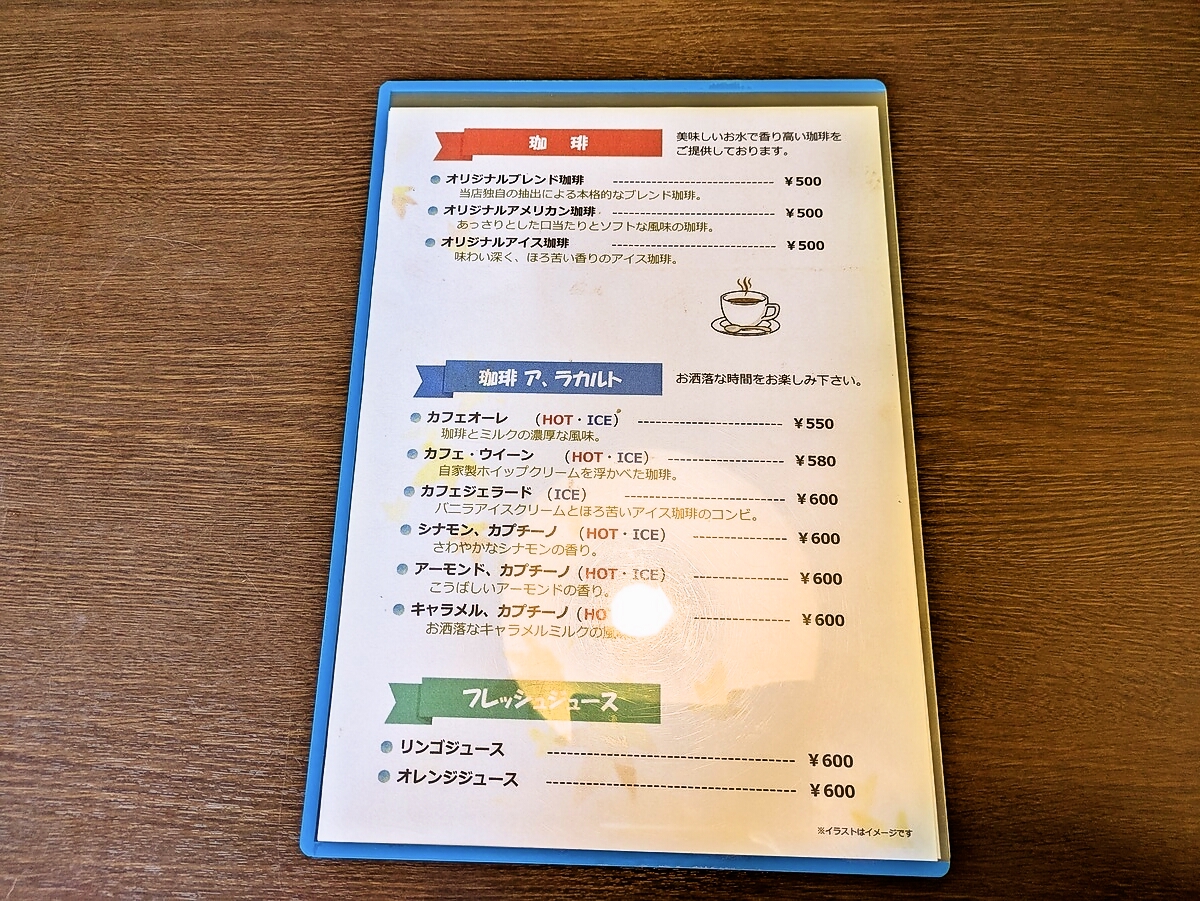 珈 琲
美味しいお水で香り高い珈琲を
ご提供しております。
オリジナルブレンド珈琲 ￥500
当店独自の抽出による本格的なブレンド珈琲。
オリジナルアメリカン珈琲 ￥500
あっさりとした口当たりとソフトな風味の珈琲。
オリジナルアイス珈琲 ￥500
味わい深く、ほろ苦い香りのアイス珈琲。
珈琲 ア、ラカルト
お洒落な時間をお楽しみ下さい。
カフェオーレ （HOT・ICE） ￥550
珈琲とミルクの濃厚な風味。
カフェ・ウイーン （HOT・ICE） ￥580
自家製ホイップクリームを浮かべた珈琲。
カフェジェラード （ICE） ￥600
バニラアイスクリームとほろ苦いアイス珈琲のコンビ。
シナモン、カプチーノ （HOT・ICE） ￥600
さわやかなシナモンの香り。
アーモンド、カプチーノ （HOT・ICE） ￥600
こうばしいアーモンドの香り。
キャラメル、カプチーノ （HO ￥600
お洒落なキャラメルミルクの風
フレッシュジュース
リンゴジュース ￥600
オレンジジュース ￥600
※イラストはイメージです